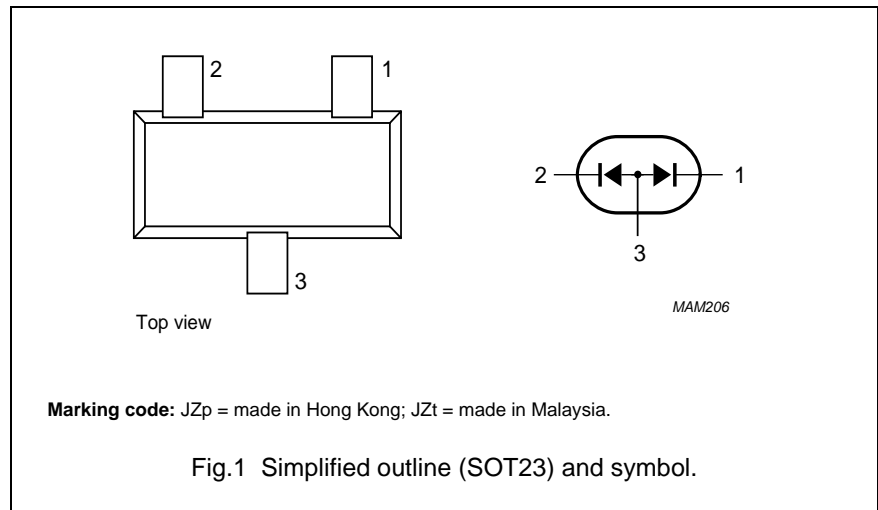 2
1
3
Top view
2
1
3
MAM206
Marking code: JZp = made in Hong Kong; JZt = made in Malaysia.
Fig.1 Simplified outline (SOT23) and symbol.